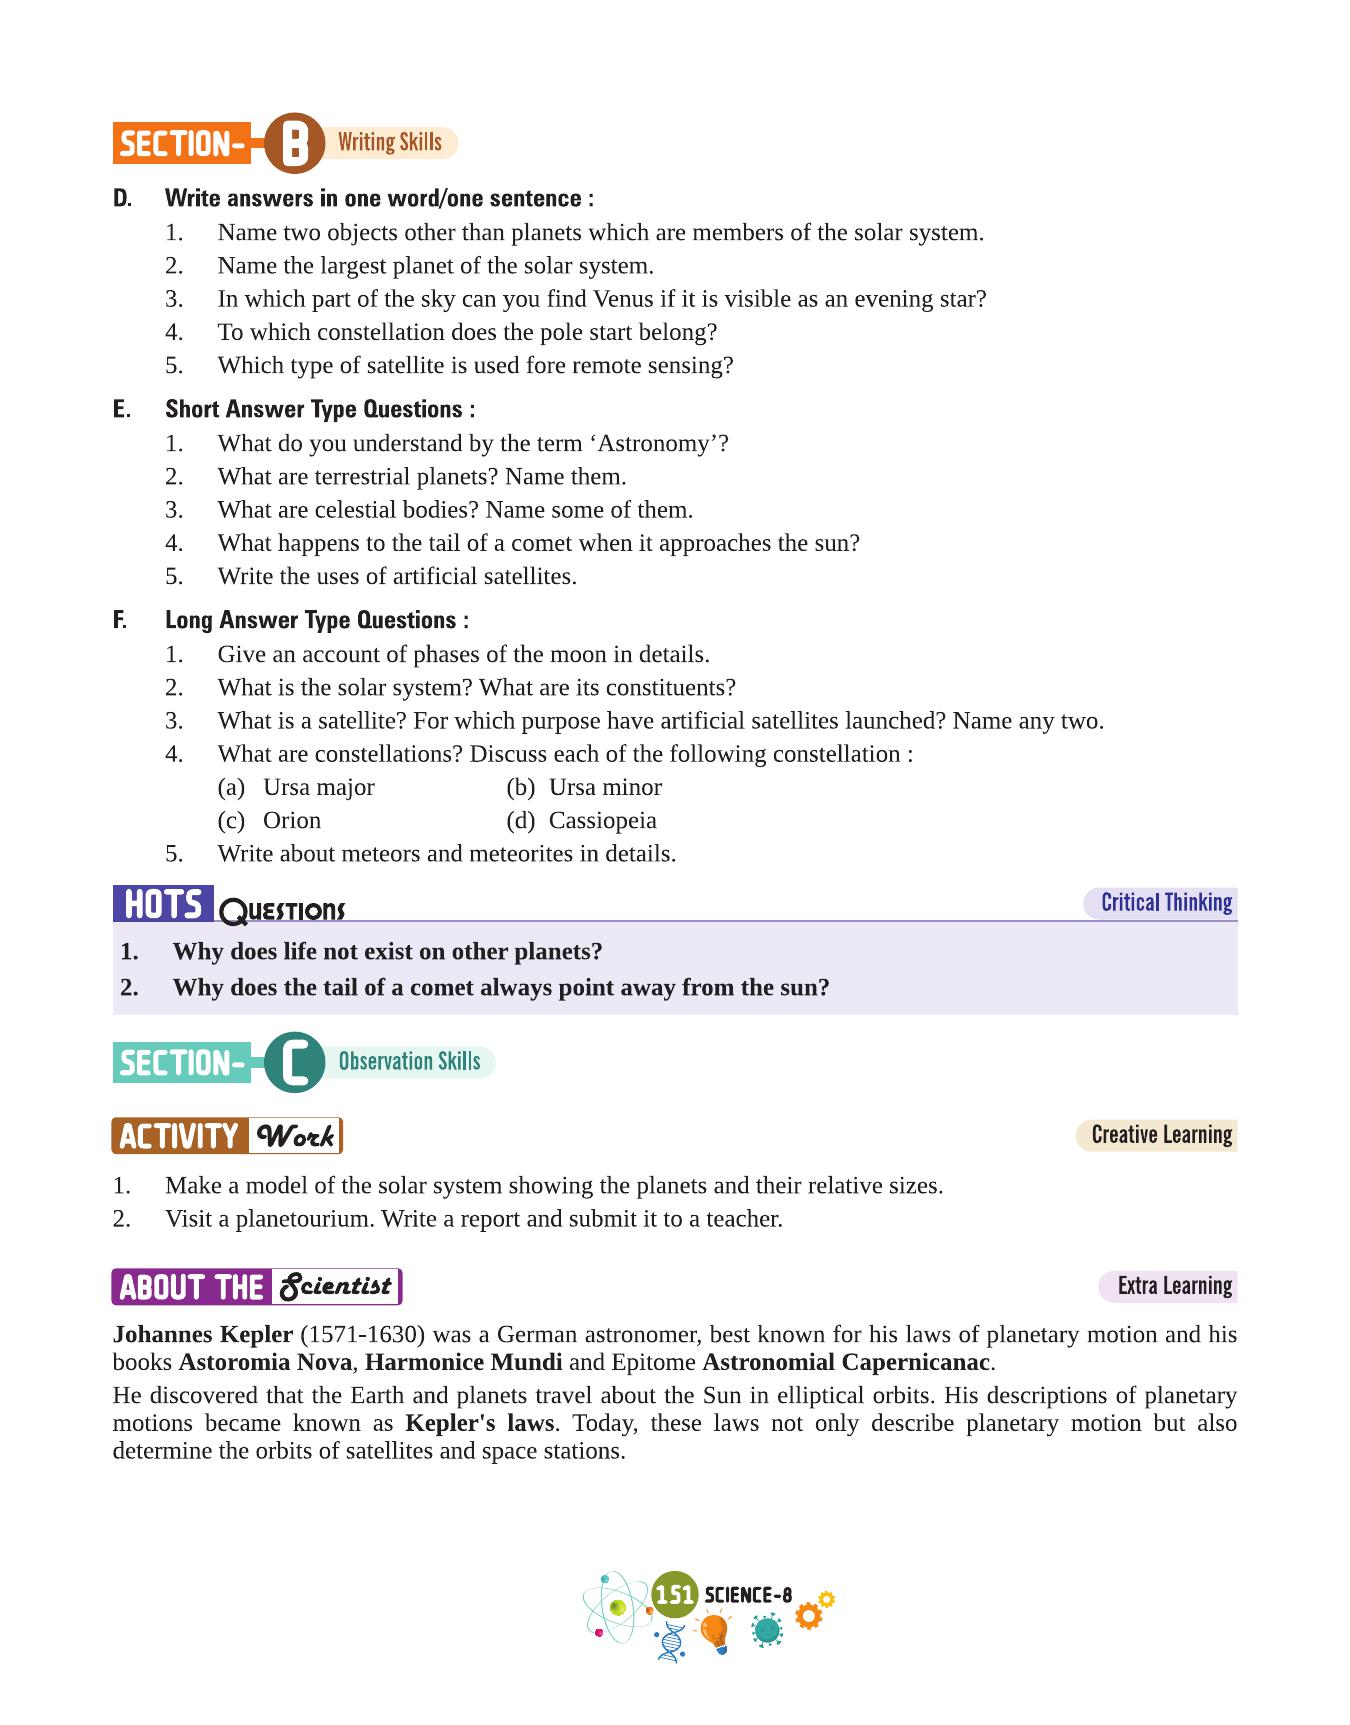 SECTION- B Writing Skills
D. Write answers in one word/one sentence :
1. Name two objects other than planets which are members of the solar system.
2. Name the largest planet of the solar system.
3. In which part of the sky can you find Venus if it is visible as an evening star?
4. To which constellation does the pole start belong?
5. Which type of satellite is used fore remote sensing?
E. Short Answer Type Questions :
1. What do you understand by the term ‘Astronomy’?
2. What are terrestrial planets? Name them.
3. What are celestial bodies? Name some of them.
4. What happens to the tail of a comet when it approaches the sun?
5. Write the uses of artificial satellites.
F. Long Answer Type Questions :
1. Give an account of phases of the moon in details.
2. What is the solar system? What are its constituents?
3. What is a satellite? For which purpose have artificial satellites launched? Name any two.
4. What are constellations? Discuss each of the following constellation :
(a) Ursa major (b) Ursa minor
(c) Orion (d) Cassiopeia
5. Write about meteors and meteorites in details.
HOTS QUESTIONS Critical Thinking
1. Why does life not exist on other planets?
2. Why does the tail of a comet always point away from the sun?
SECTION- C Observation Skills
ACTIVITY Work Creative Learning
1. Make a model of the solar system showing the planets and their relative sizes.
2. Visit a planetourium. Write a report and submit it to a teacher.
ABOUT THE Scientist Extra Learning
Johannes Kepler (1571-1630) was a German astronomer, best known for his laws of planetary motion and his
books Astoromia Nova, Harmonice Mundi and Epitome Astronomial Capernicanac.
He discovered that the Earth and planets travel about the Sun in elliptical orbits. His descriptions of planetary
motions became known as Kepler's laws. Today, these laws not only describe planetary motion but also
determine the orbits of satellites and space stations.
151 SCIENCE-8